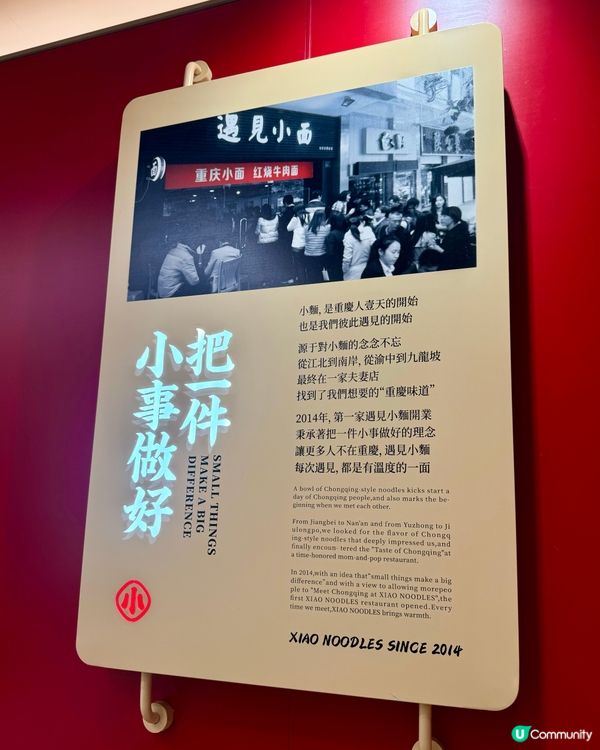 遇見小面
面
重庆小面 红烧牛肉面
把一件
小事做好
SMALL THINGS
MAKE A BIG
DIFFERENCE
小
小麵, 是重慶人壹天的開始
也是我們彼此遇見的開始
源于對小麵的念念不忘
從江北到南岸, 從渝中到九龍坡
最終在一家夫妻店
找到了我們想要的“重慶味道”
2014年, 第一家遇見小麵開業
秉承著把一件小事做好的理念
讓更多人不在重慶, 遇見小麵
每次遇見, 都是有溫度的一面
A bowl of Chongqing-style noodles kicks start a
day of Chongqing people,and also marks the be-
ginning when we met each other.
From Jiangbei to Nan'an and from Yuzhong to Ji
ulongpo,we looked for the flavor of Chongq
ing-style noodles that deeply impressed us,and
finally encoun- tered the "Taste of Chongqing"at
a time-honored mom-and-pop restaurant.
In 2014,with an idea that"small things make a big
difference"and with a view to allowing morepeo
ple to "Meet Chongqing at XIAO NOODLES",the
first XIAO NOODLES restaurant opened.Every
time we meet,XIAO NOODLES brings warmth.
XIAO NOODLES SINCE 2014
U Community